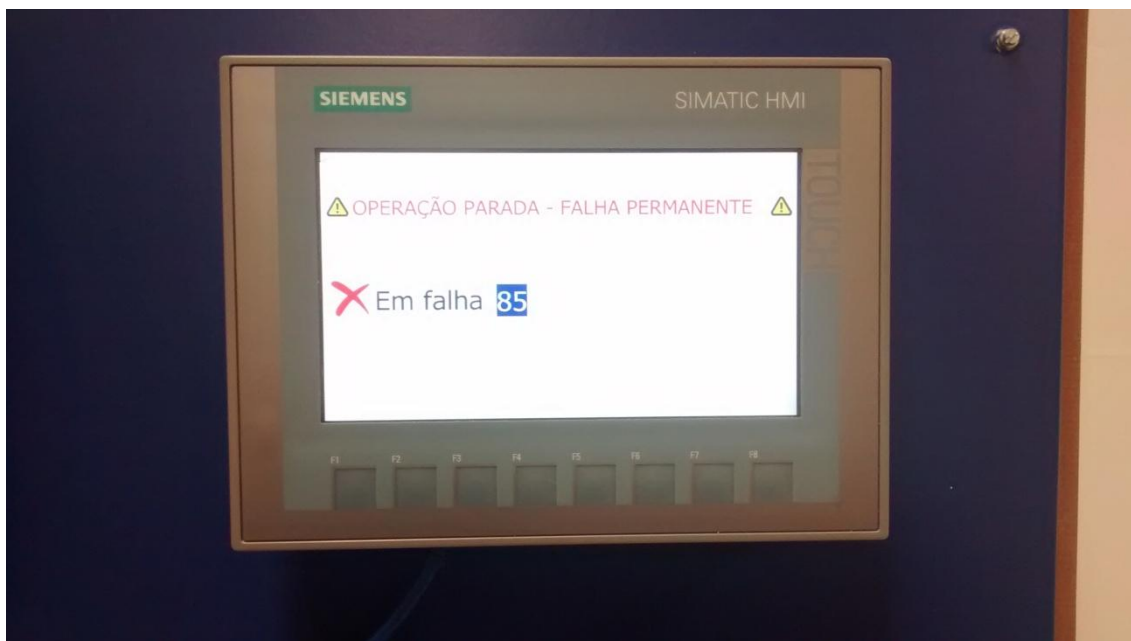 SIEMENS
SIMATIC HMI
TOUCH
OPERAÇÃO PARADA - FALHA PERMANENTE
Em falha 85
F1 F2 F3 F4 F5 F6 F7 F8